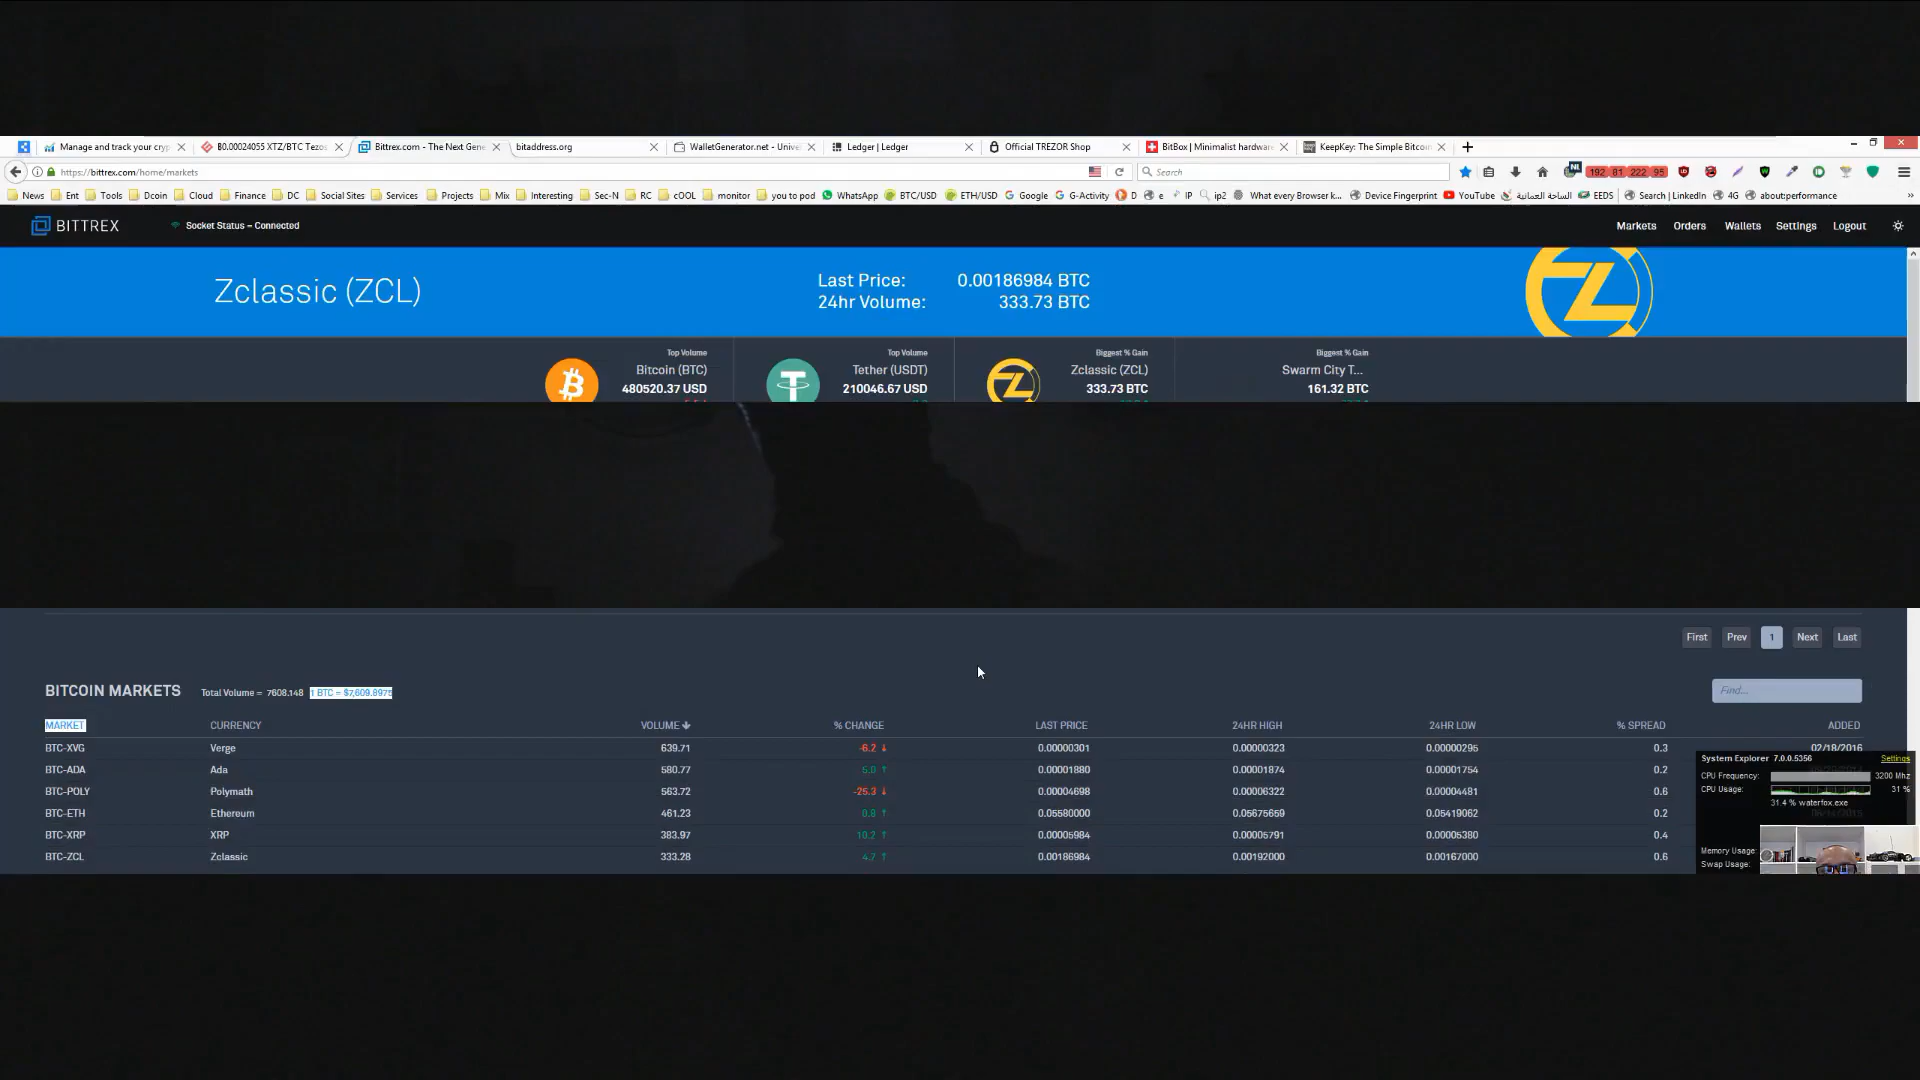 Manage and track your cryp
B0.00024055 XTZ/BTC Tezos
Bittrex.com - The Next Gene
bitaddress.org
WalletGenerator.net - Unive
Ledger | Ledger
Official TREZOR Shop
BitBox | Minimalist hardware
KeepKey: The Simple Bitcoin
https://bittrex.com/home/markets
Search
NL
192 81 222 95
News Ent Tools Dcoin Cloud Finance DC Social Sites Services Projects Mix Interesting Sec-N RC cOOL monitor you to pod WhatsApp BTC/USD ETH/USD Google G-Activity D e IP ip2 What every Browser k... Device Fingerprint YouTube الساحة العمانية EEDS Search | LinkedIn 4G about:performance
BITTREX
Socket Status – Connected
Markets Orders Wallets Settings Logout
Zclassic (ZCL)
Last Price: 0.00186984 BTC
24hr Volume: 333.73 BTC
Top Volume
Bitcoin (BTC)
480520.37 USD
Top Volume
Tether (USDT)
210046.67 USD
Biggest % Gain
Zclassic (ZCL)
333.73 BTC
Biggest % Gain
Swarm City T...
161.32 BTC
First Prev 1 Next Last
BITCOIN MARKETS Total Volume = 7608.148 1 BTC = $7,609.8975
Find...
MARKET CURRENCY VOLUME % CHANGE LAST PRICE 24HR HIGH 24HR LOW % SPREAD ADDED
BTC-XVG Verge 639.71 -6.2 ↓ 0.00000301 0.00000323 0.00000295 0.3 02/18/2016
BTC-ADA Ada 580.77 5.0 ↑ 0.00001880 0.00001874 0.00001754 0.2
BTC-POLY Polymath 563.72 -25.3 ↓ 0.00004698 0.00006322 0.00004481 0.6
BTC-ETH Ethereum 461.23 0.8 ↑ 0.05580000 0.05675659 0.05419062 0.2
BTC-XRP XRP 383.97 10.2 ↑ 0.00005984 0.00005791 0.00005380 0.4
BTC-ZCL Zclassic 333.28 4.7 ↑ 0.00186984 0.00192000 0.00167000 0.6
System Explorer 7.0.0.5356 Settings
CPU Frequency: 3200 Mhz
CPU Usage: 31 %
31.4 % waterfox.exe
Memory Usage:
Swap Usage: